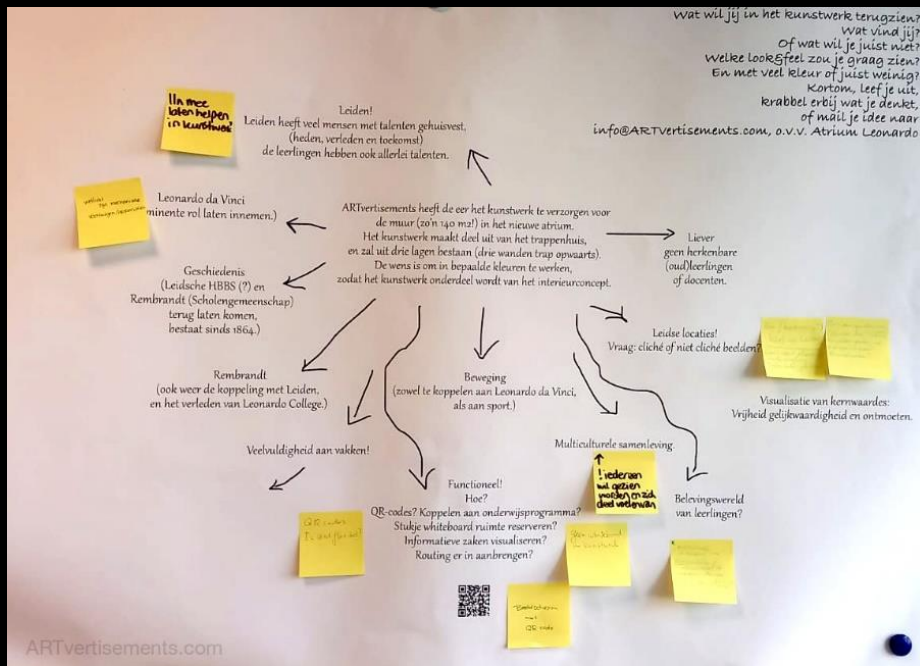 Wat wil jij in het kunstwerk terugzien?
Wat vind jij?
Of wat wil je juist niet?
Welke look&feel zou je graag zien?
En met veel kleur of juist weinig?
Kortom, leef je uit,
krabbel erbij wat je denkt,
of mail je idee naar
info@ARTvertisements.com, o.v.v. Atrium Leonardo
lln mee
laten helpen
in kunstwerk
Leiden!
Leiden heeft veel mensen met talenten gehuisvest,
(heden, verleden en toekomst)
de leerlingen hebben ook allerlei talenten.
Leonardo da Vinci
minente rol laten innemen.)
ARTvertisements heeft de eer het kunstwerk te verzorgen voor
de muur (zo'n 140 m2!) in het nieuwe atrium.
Het kunstwerk maakt deel uit van het trappenhuis,
en zal uit drie lagen bestaan (drie wanden trap opwaarts).
De wens is om in bepaalde kleuren te werken,
zodat het kunstwerk onderdeel wordt van het interieurconcept.
Liever
geen herkenbare
(oud)leerlingen
of docenten.
Geschiedenis
(Leidsche HBBS (?) en
Rembrandt (Scholengemeenschap)
terug laten komen,
bestaat sinds 1864.)
Leidse locaties!
Vraag: cliché of niet cliché beelden?
Rembrandt
(ook weer de koppeling met Leiden,
en het verleden van Leonardo College.)
Beweging
(zowel te koppelen aan Leonardo da Vinci,
als aan sport.)
Visualisatie van kernwaardes:
Vrijheid gelijkwaardigheid en ontmoeten.
Veelvuldigheid aan vakken!
Multiculturele samenleving.
! iedereen
wil gezien
worden en zich
deel voelen van
Belevingswereld
van leerlingen?
Functioneel!
Hoe?
QR-codes? Koppelen aan onderwijsprogramma?
Stukje whiteboard ruimte reserveren?
Informatieve zaken visualiseren?
Routing er in aanbrengen?
QR codes
geen whiteboard
QR code
ARTvertisements.com